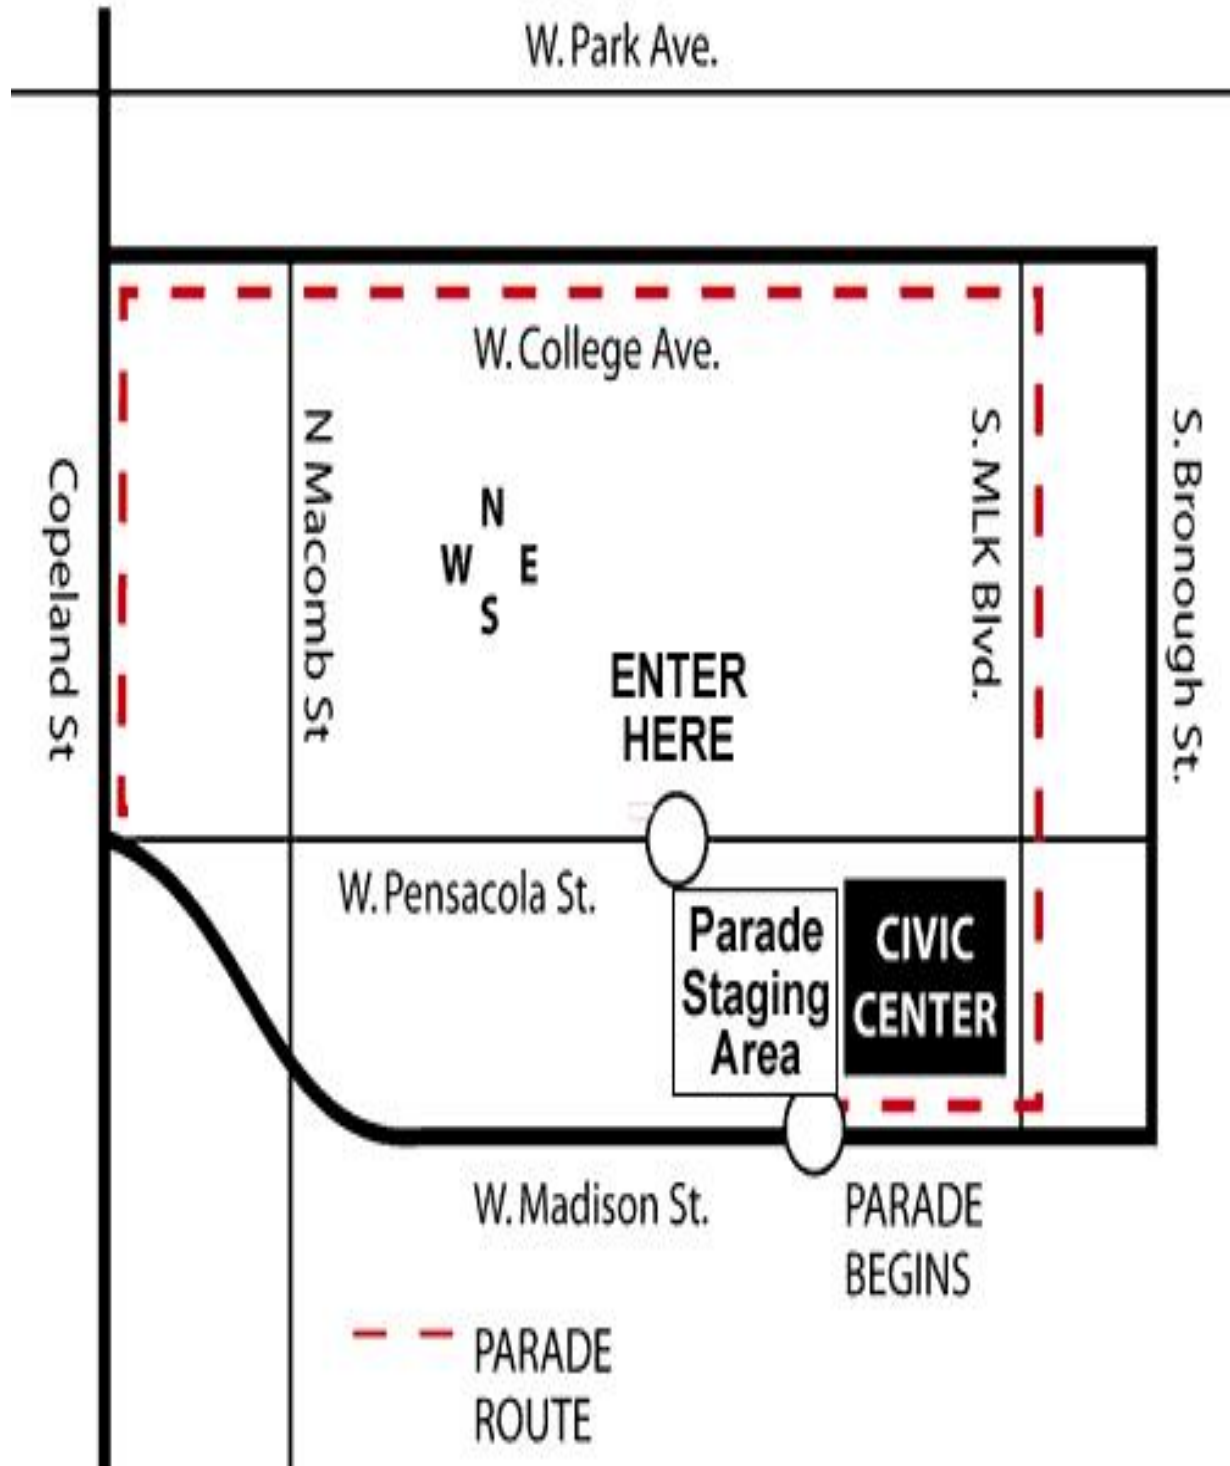 W. Park Ave.
W. College Ave.
Copeland St
N Macomb St
S. MLK Blvd.
S. Bronough St.
N
W E
S
ENTER
HERE
W. Pensacola St.
Parade
Staging
Area
CIVIC
CENTER
W. Madison St.
PARADE
BEGINS
PARADE
ROUTE